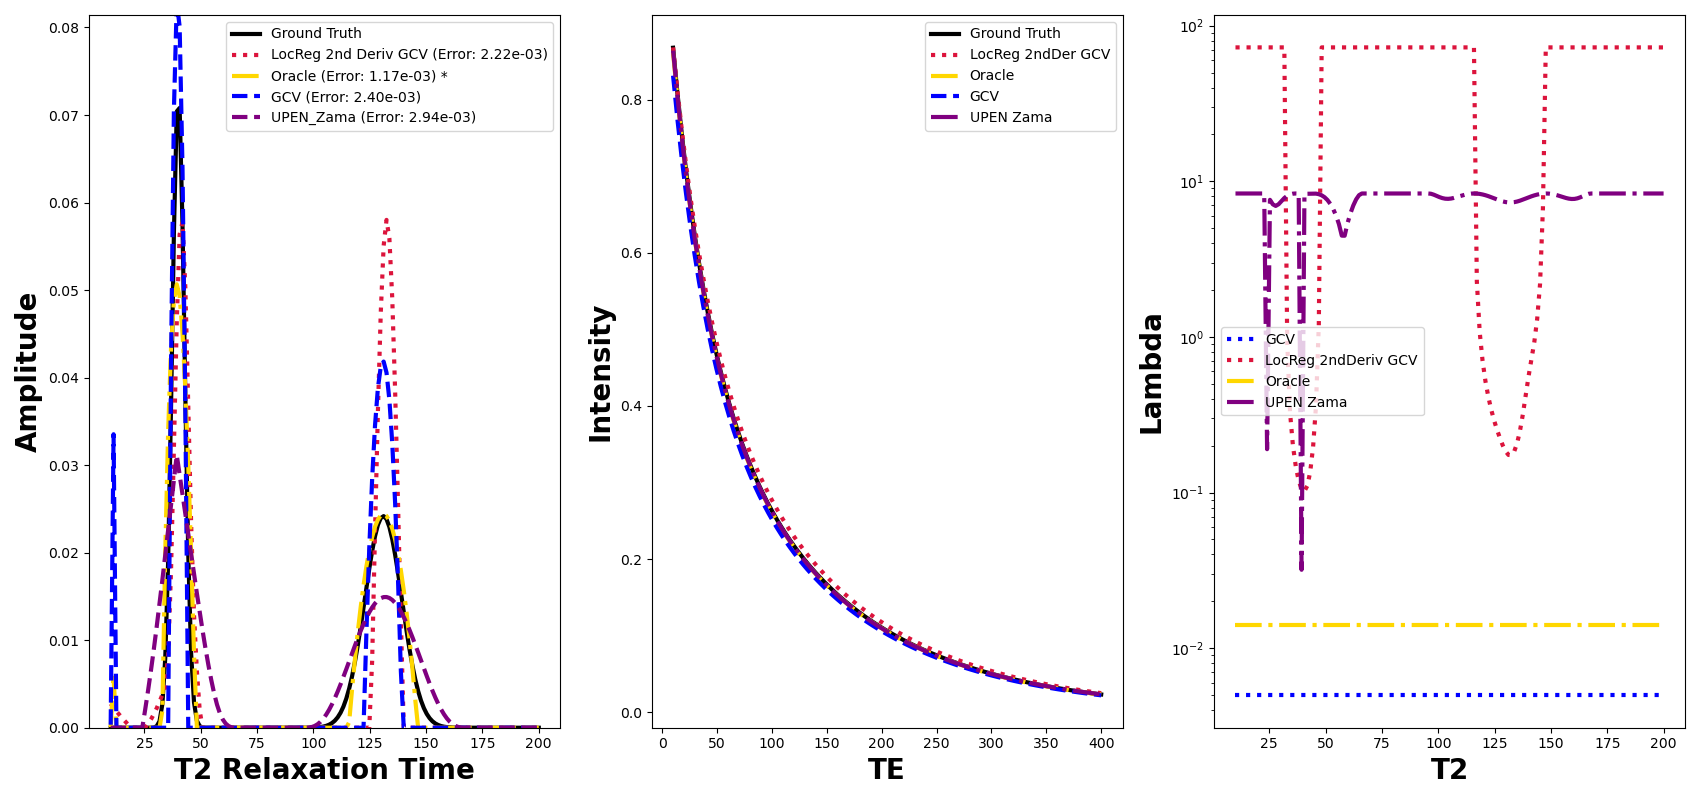 0.08
0.07
0.06
0.05
0.04
0.03
0.02
0.01
0.00
Amplitude
25 50 75 100 125 150 175 200
T2 Relaxation Time
Ground Truth
LocReg 2nd Deriv GCV (Error: 2.22e-03)
Oracle (Error: 1.17e-03) *
GCV (Error: 2.40e-03)
UPEN_Zama (Error: 2.94e-03)
0.8
0.6
0.4
0.2
0.0
Intensity
0 50 100 150 200 250 300 350 400
TE
Ground Truth
LocReg 2ndDer GCV
Oracle
GCV
UPEN Zama
10²
10¹
10⁰
10⁻¹
10⁻²
Lambda
25 50 75 100 125 150 175 200
T2
GCV
LocReg 2ndDeriv GCV
Oracle
UPEN Zama